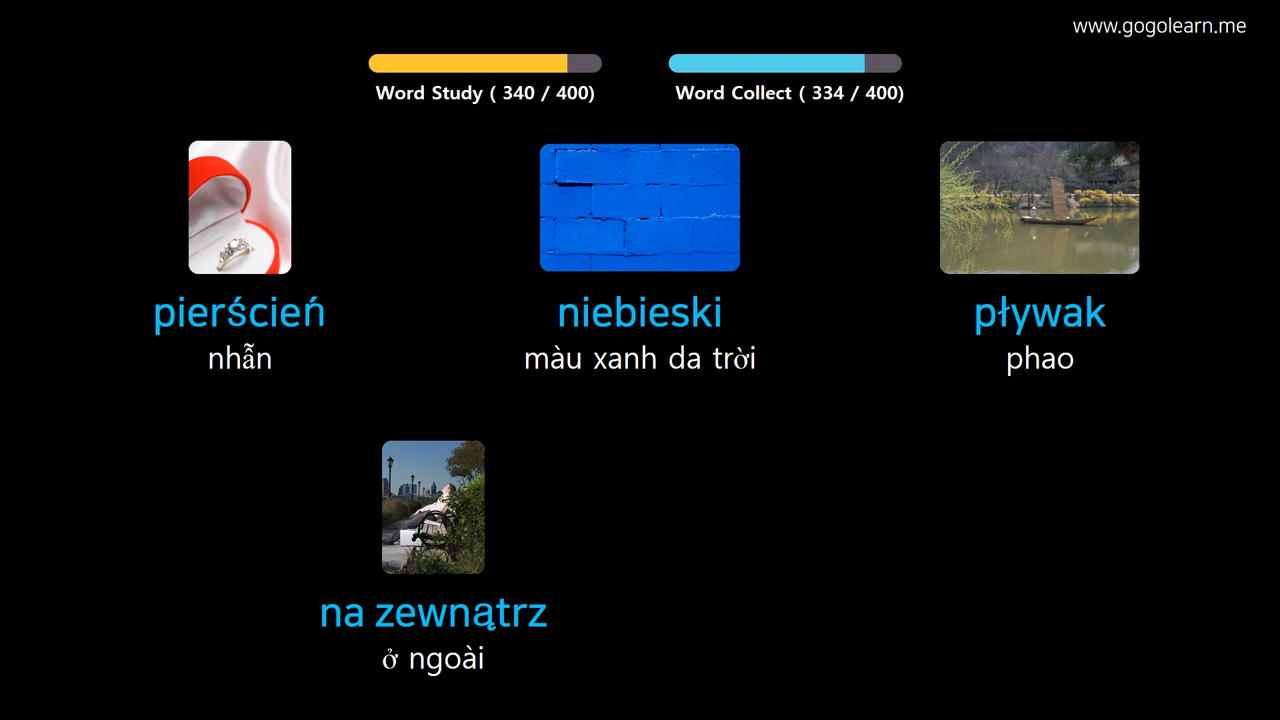 www.gogolearn.me
Word Study ( 340 / 400)
Word Collect ( 334 / 400)
pierścień
nhẫn
niebieski
màu xanh da trời
pływak
phao
na zewnątrz
ở ngoài